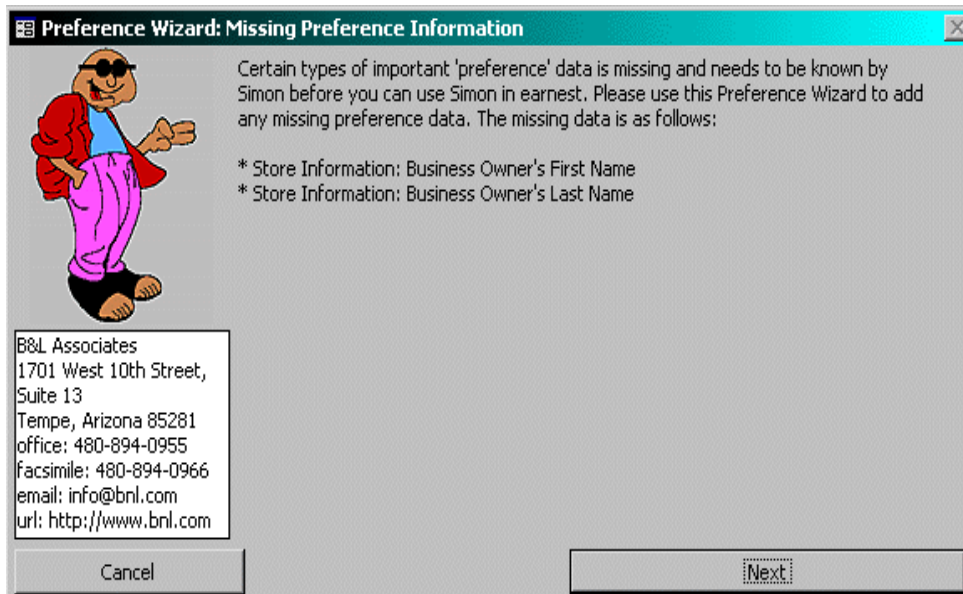 Preference Wizard: Missing Preference Information
Certain types of important 'preference' data is missing and needs to be known by
Simon before you can use Simon in earnest. Please use this Preference Wizard to add
any missing preference data. The missing data is as follows:
* Store Information: Business Owner's First Name
* Store Information: Business Owner's Last Name
B&L Associates
1701 West 10th Street,
Suite 13
Tempe, Arizona 85281
office: 480-894-0955
facsimile: 480-894-0966
email: info@bnl.com
url: http://www.bnl.com
Cancel
Next